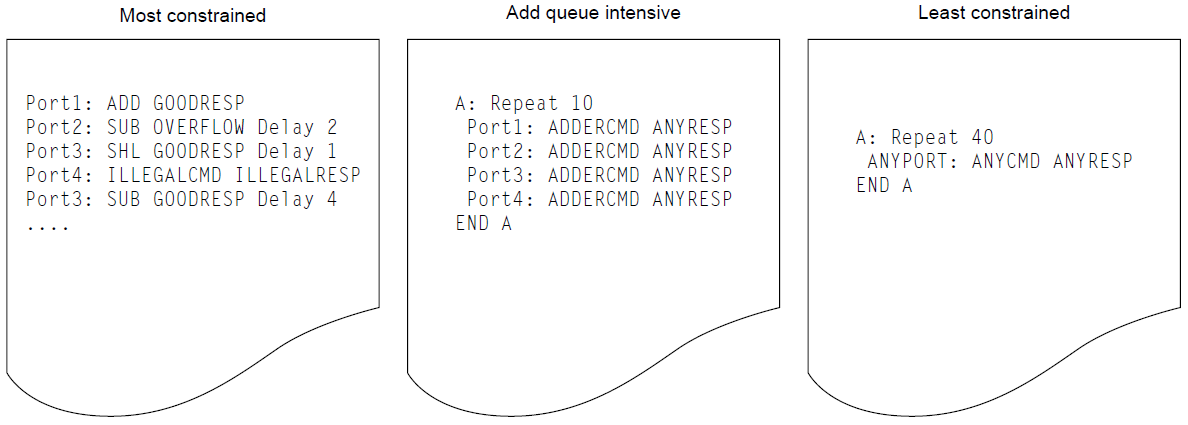 Most constrained
Port1: ADD GOODRESP
Port2: SUB OVERFLOW Delay 2
Port3: SHL GOODRESP Delay 1
Port4: ILLEGALCMD ILLEGALRESP
Port3: SUB GOODRESP Delay 4
....
Add queue intensive
A: Repeat 10
Port1: ADDERCMD ANYRESP
Port2: ADDERCMD ANYRESP
Port3: ADDERCMD ANYRESP
Port4: ADDERCMD ANYRESP
END A
Least constrained
A: Repeat 40
ANYPORT: ANYCMD ANYRESP
END A